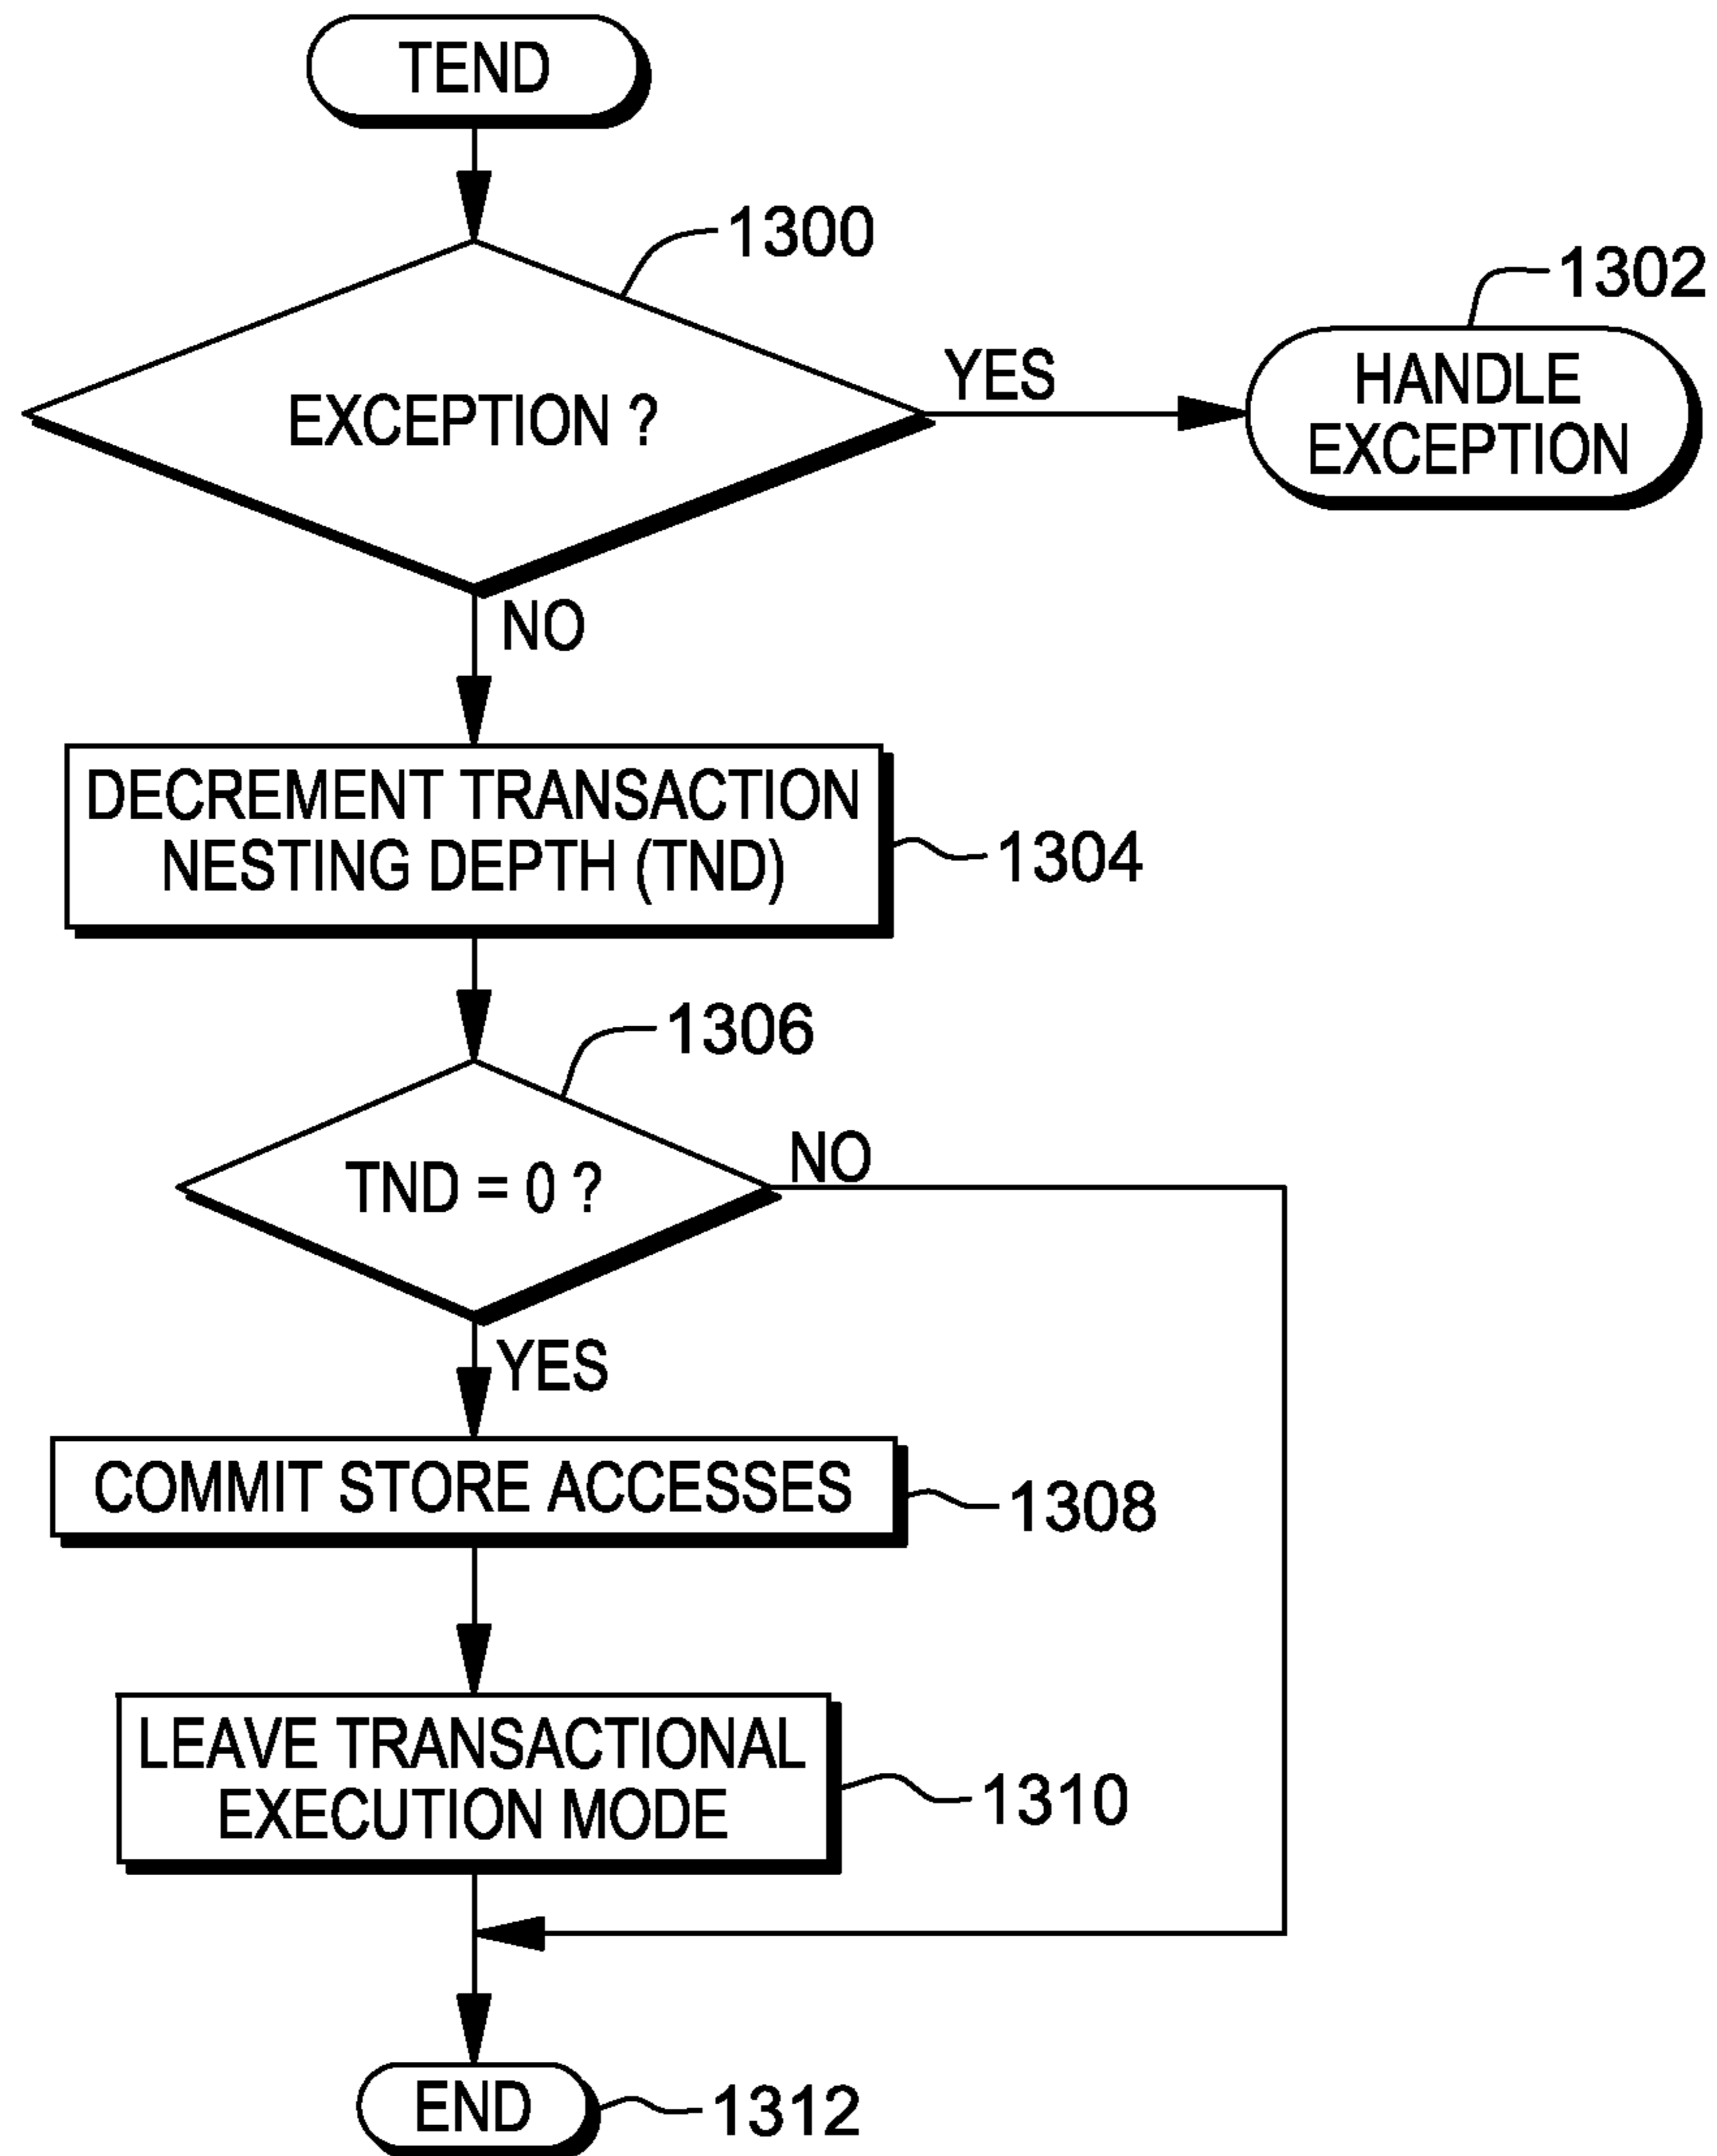 TEND
1300
EXCEPTION ?
YES
1302
HANDLE
EXCEPTION
NO
DECREMENT TRANSACTION
NESTING DEPTH (TND)
1304
1306
TND = 0 ?
NO
YES
COMMIT STORE ACCESSES
1308
LEAVE TRANSACTIONAL
EXECUTION MODE
1310
END
1312